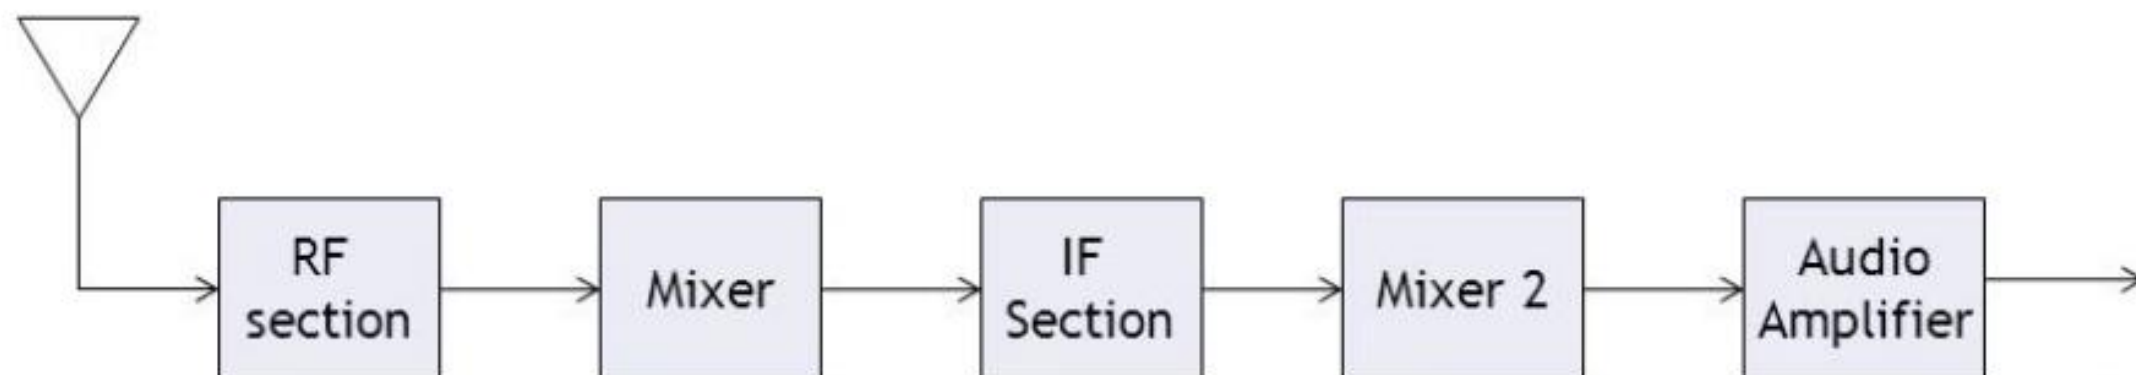 RF
section
Mixer
IF
Section
Mixer 2
Audio
Amplifier